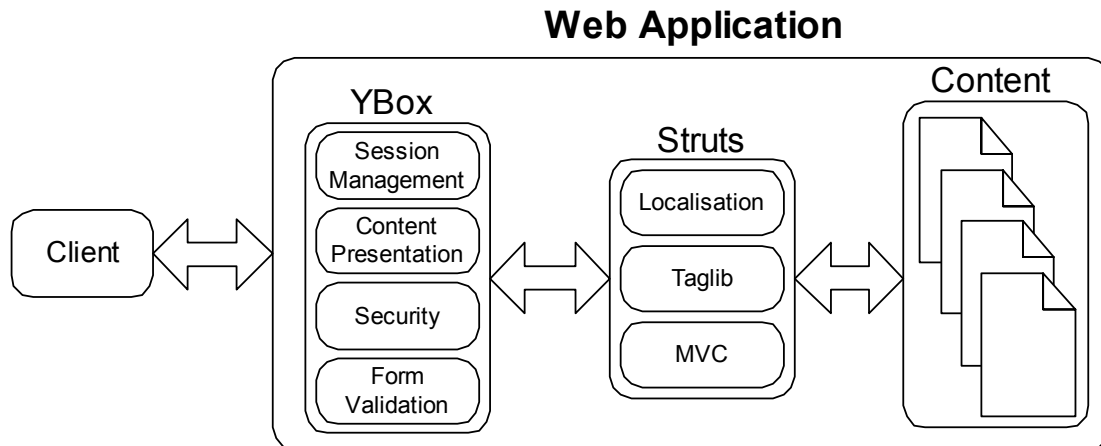 Web Application
Content
YBox
Struts
Session
Management
Localisation
Content
Presentation
Client
Taglib
Security
MVC
Form
Validation